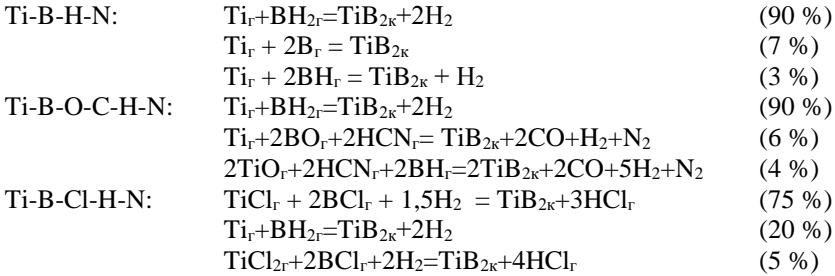 Ti-B-H-N: Tiг+BH2г=TiB2к+2H2 (90 %)
Tiг + 2Bг = TiB2к (7 %)
Tiг + 2BHг = TiB2к + H2 (3 %)
Ti-B-O-C-H-N: Tiг+BH2г=TiB2к+2H2 (90 %)
Tiг+2BOг+2HCNг= TiB2к+2CO+H2+N2 (6 %)
2TiOг+2HCNг+2BHг=2TiB2к+2CO+5H2+N2 (4 %)
Ti-B-Cl-H-N: TiClг + 2BClг + 1,5H2 = TiB2к+3HClг (75 %)
Tiг+BH2г=TiB2к+2H2 (20 %)
TiCl2г+2BClг+2H2=TiB2к+4HClг (5 %)